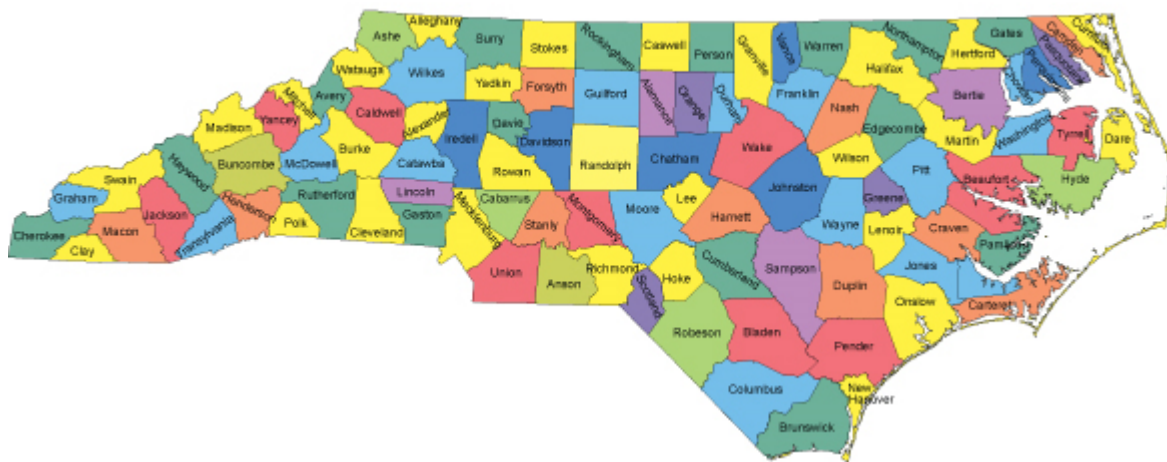 Ashe
Alleghany
Surry
Stokes
Rockingham
Caswell
Person
Granville
Vance
Warren
Northampton
Gates
Hertford
Camden
Currituck
Pasquotank
Perquimans
Chowan
Watauga
Wilkes
Yadkin
Forsyth
Guilford
Alamance
Orange
Durham
Franklin
Halifax
Bertie
Mitchell
Avery
Caldwell
Alexander
Iredell
Davie
Davidson
Nash
Edgecombe
Martin
Washington
Tyrrell
Dare
Madison
Yancey
McDowell
Burke
Catawba
Rowan
Randolph
Chatham
Wake
Wilson
Pitt
Beaufort
Hyde
Swain
Haywood
Buncombe
Rutherford
Lincoln
Johnston
Greene
Graham
Jackson
Henderson
Polk
Cleveland
Gaston
Mecklenburg
Cabarrus
Stanly
Montgomery
Moore
Lee
Harnett
Wayne
Lenoir
Craven
Pamlico
Cherokee
Clay
Macon
Transylvania
Union
Anson
Richmond
Scotland
Hoke
Cumberland
Sampson
Duplin
Jones
Onslow
Carteret
Robeson
Bladen
Pender
Columbus
Brunswick
New
Hanover